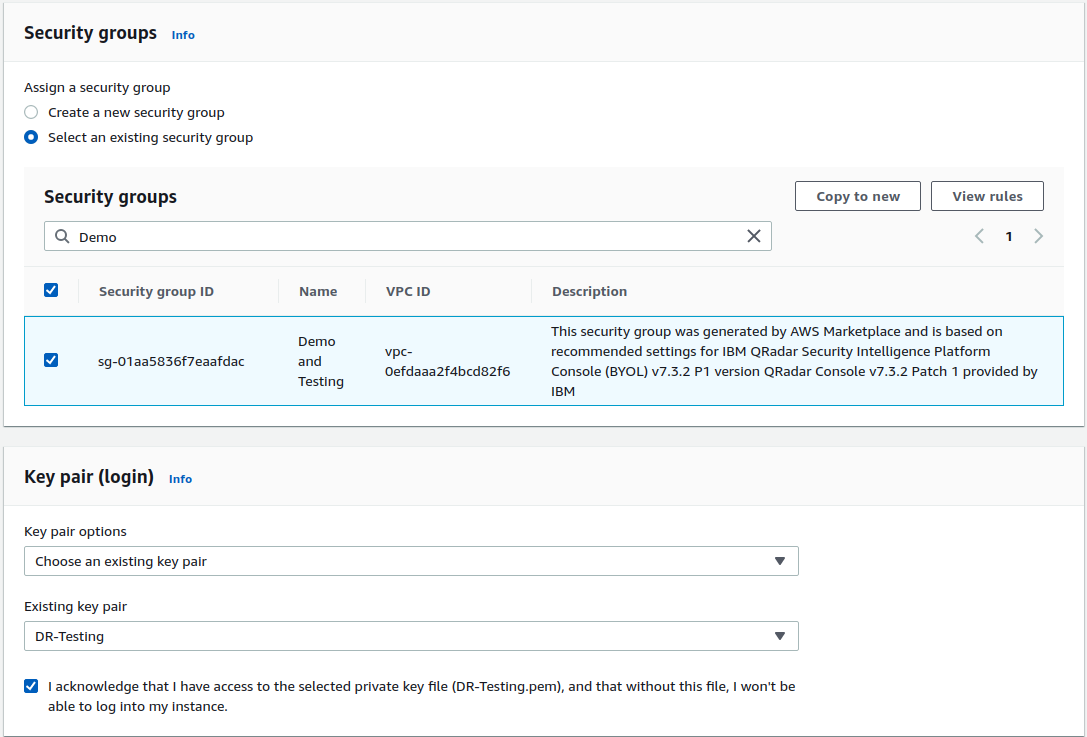 Security groups Info
Assign a security group
Create a new security group
Select an existing security group
Security groups
Copy to new
View rules
Demo
1
Security group ID
Name
VPC ID
Description
sg-01aa5836f7eaafdac
Demo
and
Testing
vpc-
0efdaaa2f4bcd82f6
This security group was generated by AWS Marketplace and is based on
recommended settings for IBM QRadar Security Intelligence Platform
Console (BYOL) v7.3.2 P1 version QRadar Console v7.3.2 Patch 1 provided by
IBM
Key pair (login) Info
Key pair options
Choose an existing key pair
Existing key pair
DR-Testing
I acknowledge that I have access to the selected private key file (DR-Testing.pem), and that without this file, I won't be
able to log into my instance.